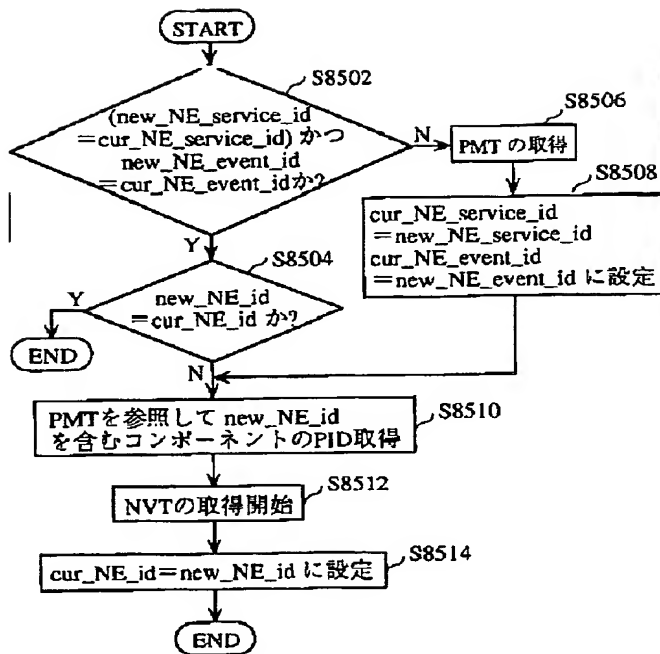 START
S8502
(new_NE_service_id
=cur_NE_service_id) かつ
new_NE_event_id
=cur_NE_event_idか?
N
S8506
PMT の取得
S8508
cur_NE_service_id
=new_NE_service_id
cur_NE_event_id
=new_NE_event_id に設定
Y
S8504
new_NE_id
=cur_NE_id か?
Y
END
N
S8510
PMTを参照して new_NE_id
を含むコンポーネントのPID取得
S8512
NVTの取得開始
S8514
cur_NE_id=new_NE_id に設定
END